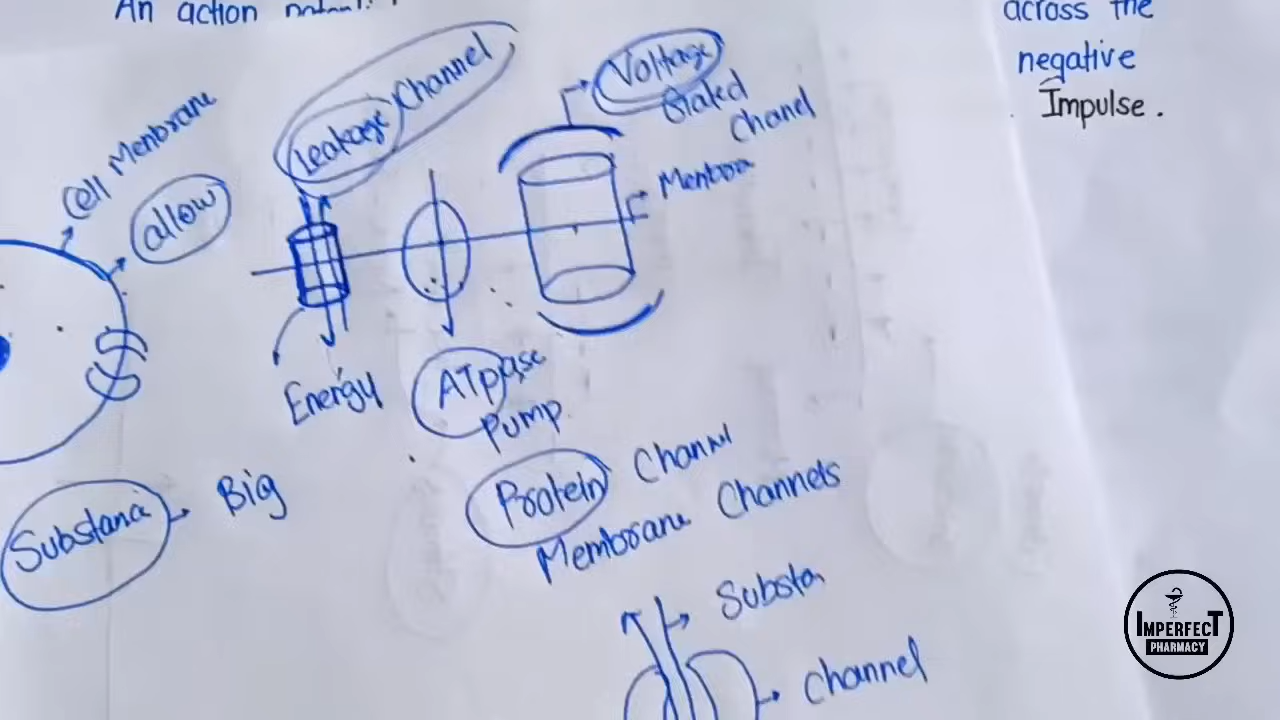 An action
across the
negative
Impulse.
Leakage Channel
Voltage
Gated
Chanel
Cell Membrane
allow
Membra
Energy
ATpase
Pump
Protein Channel
Membrane Channels
Big
Substa
Channel
IMPERFECT
PHARMACY